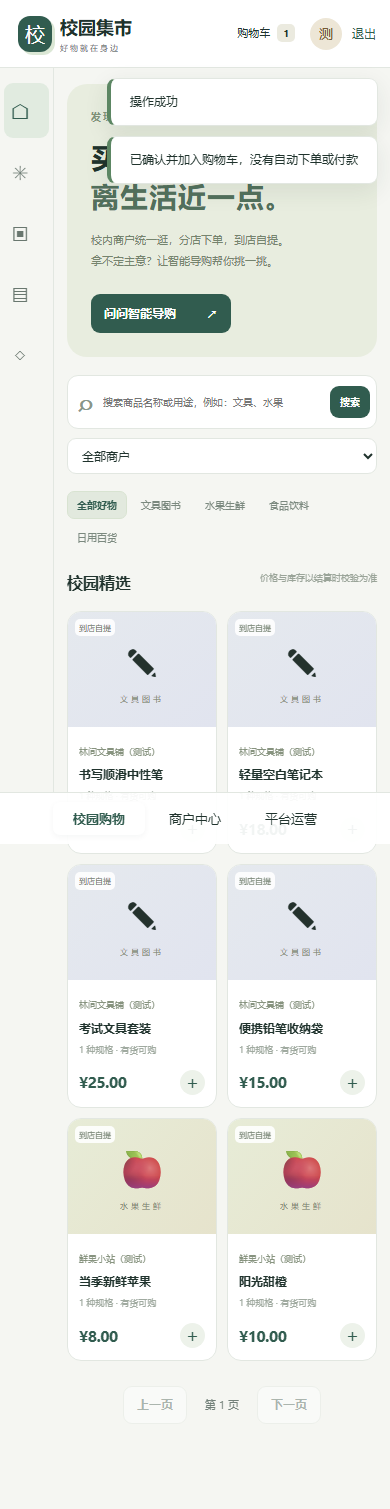 校 校园集市
好物就在身边
购物车 1 测 退出
操作成功
已确认并加入购物车，没有自动下单或付款
离生活近一点。
校内商户统一逛，分店下单，到店自提。
拿不定主意？让智能导购帮你挑一挑。
问问智能导购 ↗
搜索商品名称或用途，例如：文具、水果 搜索
全部商户
全部好物 文具图书 水果生鲜 食品饮料
日用百货
校园精选 价格与库存以结算时校验为准
到店自提 到店自提
文具图书 文具图书
林间文具铺（测试） 林间文具铺（测试）
书写顺滑中性笔 轻量空白笔记本
校园购物 商户中心 平台运营
¥18.00 +
到店自提 到店自提
文具图书 文具图书
林间文具铺（测试） 林间文具铺（测试）
考试文具套装 便携铅笔收纳袋
1 种规格 · 有货可购 1 种规格 · 有货可购
¥25.00 + ¥15.00 +
到店自提 到店自提
水果生鲜 水果生鲜
鲜果小站（测试） 鲜果小站（测试）
当季新鲜苹果 阳光甜橙
1 种规格 · 有货可购 1 种规格 · 有货可购
¥8.00 + ¥10.00 +
上一页 第 1 页 下一页